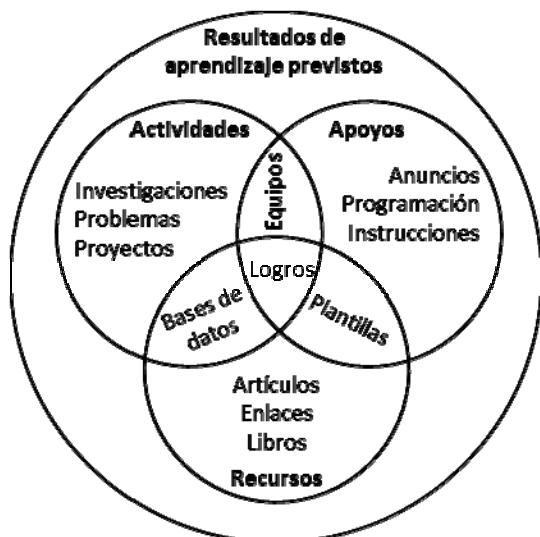 Resultados de
aprendizaje previstos
Actividades
Apoyos
Investigaciones
Problemas
Proyectos
Equipos
Anuncios
Programación
Instrucciones
Logros
Bases de
datos
Plantillas
Artículos
Enlaces
Libros
Recursos